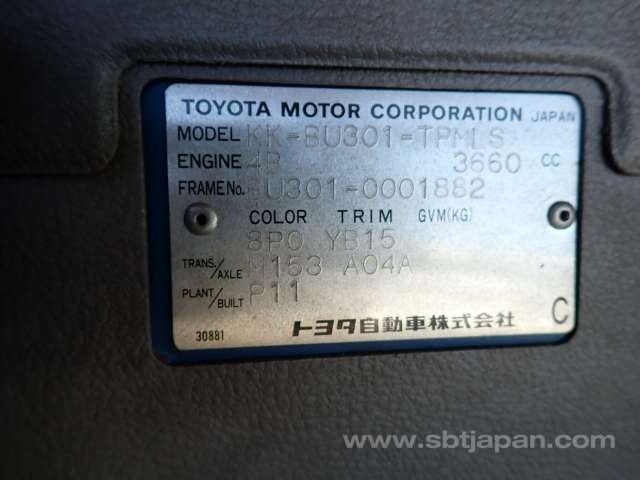 TOYOTA MOTOR CORPORATION JAPAN
MODEL KK-BU301-TPMLS
ENGINE 4B 3660 CC
FRAME No. BU301-0001882
COLOR TRIM GVM(KG)
8P0 YB15
TRANS./AXLE M153 A04A
PLANT/BUILT P11
30881 トヨタ自動車株式会社 C
www.sbtjapan.com